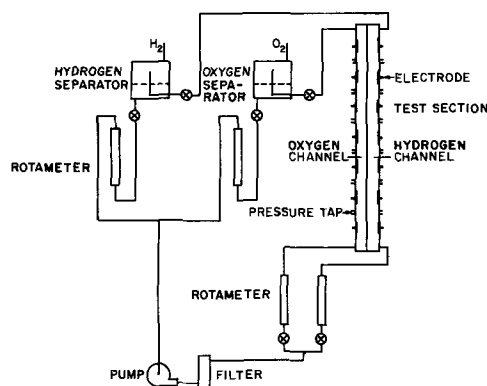 H2
O2
HYDROGEN
SEPARATOR
OXYGEN
SEPA-
RATOR
ELECTRODE
TEST SECTION
ROTAMETER
OXYGEN
CHANNEL
HYDROGEN
CHANNEL
PRESSURE TAP
ROTAMETER
PUMP
FILTER